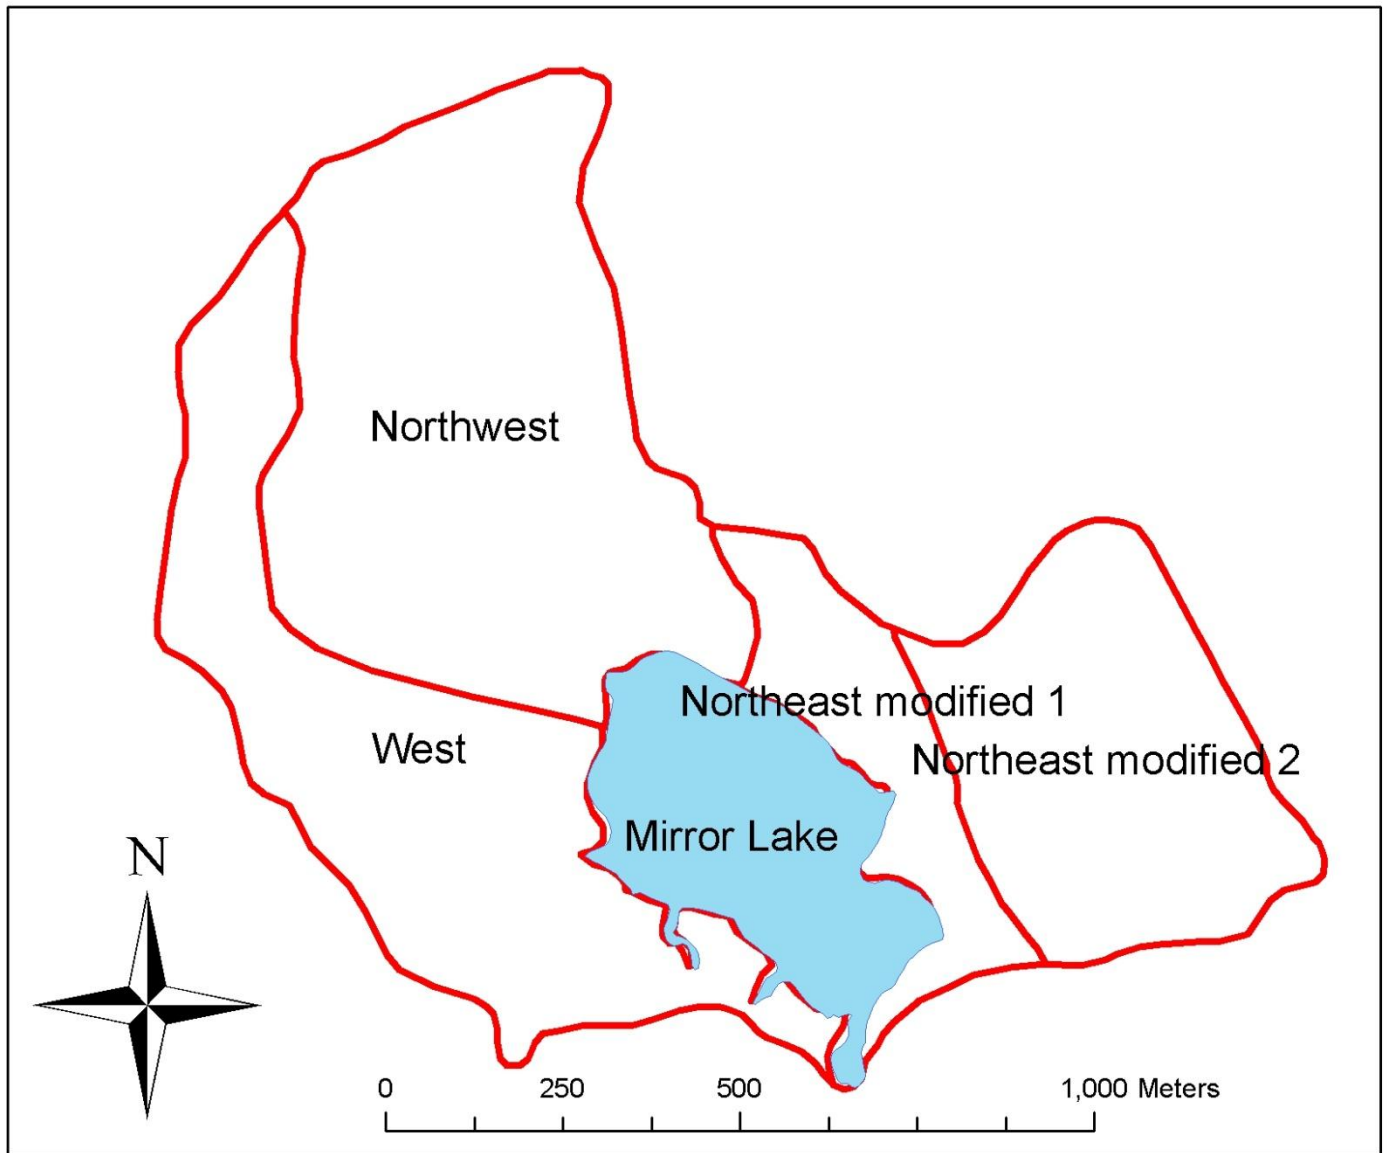 Northwest
Northeast modified 1
West
Northeast modified 2
Mirror Lake
N
0 250 500 1,000 Meters